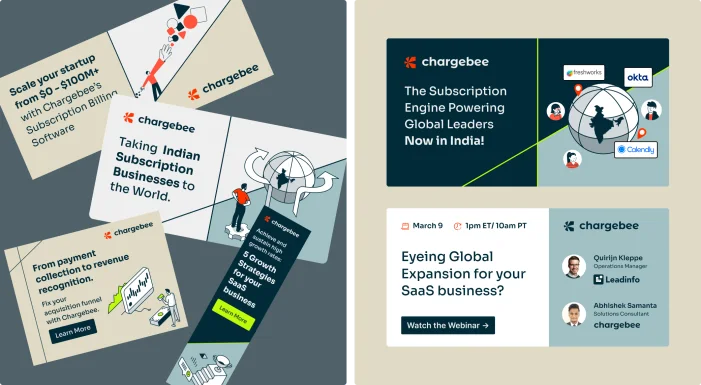 Scale your startup
from $0 - $100M+
with Chargebee's
Subscription Billing
Software
chargebee
chargebee
Taking Indian
Subscription
Businesses to
the World.
chargebee
From payment
collection to revenue
recognition.
Fix your
acquisition funnel
with Chargebee.
Learn More
chargebee
Achieve and
sustain high
growth rates:
5 Growth
Strategies
for your
SaaS
business
Learn More
chargebee
The Subscription
Engine Powering
Global Leaders
Now in India!
freshworks
okta
Calendly
March 9 1pm ET/ 10am PT
Eyeing Global
Expansion for your
SaaS business?
Watch the Webinar →
chargebee
Quirijn Kleppe
Operations Manager
Leadinfo
Abhishek Samanta
Solutions Consultant
chargebee